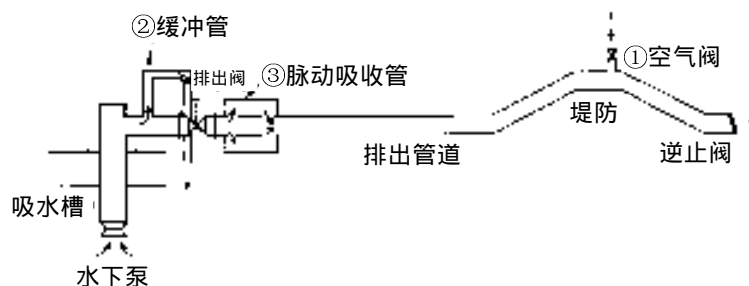 ②缓冲管
排出阀
③脉动吸收管
①空气阀
堤防
排出管道
逆止阀
吸水槽
水下泵